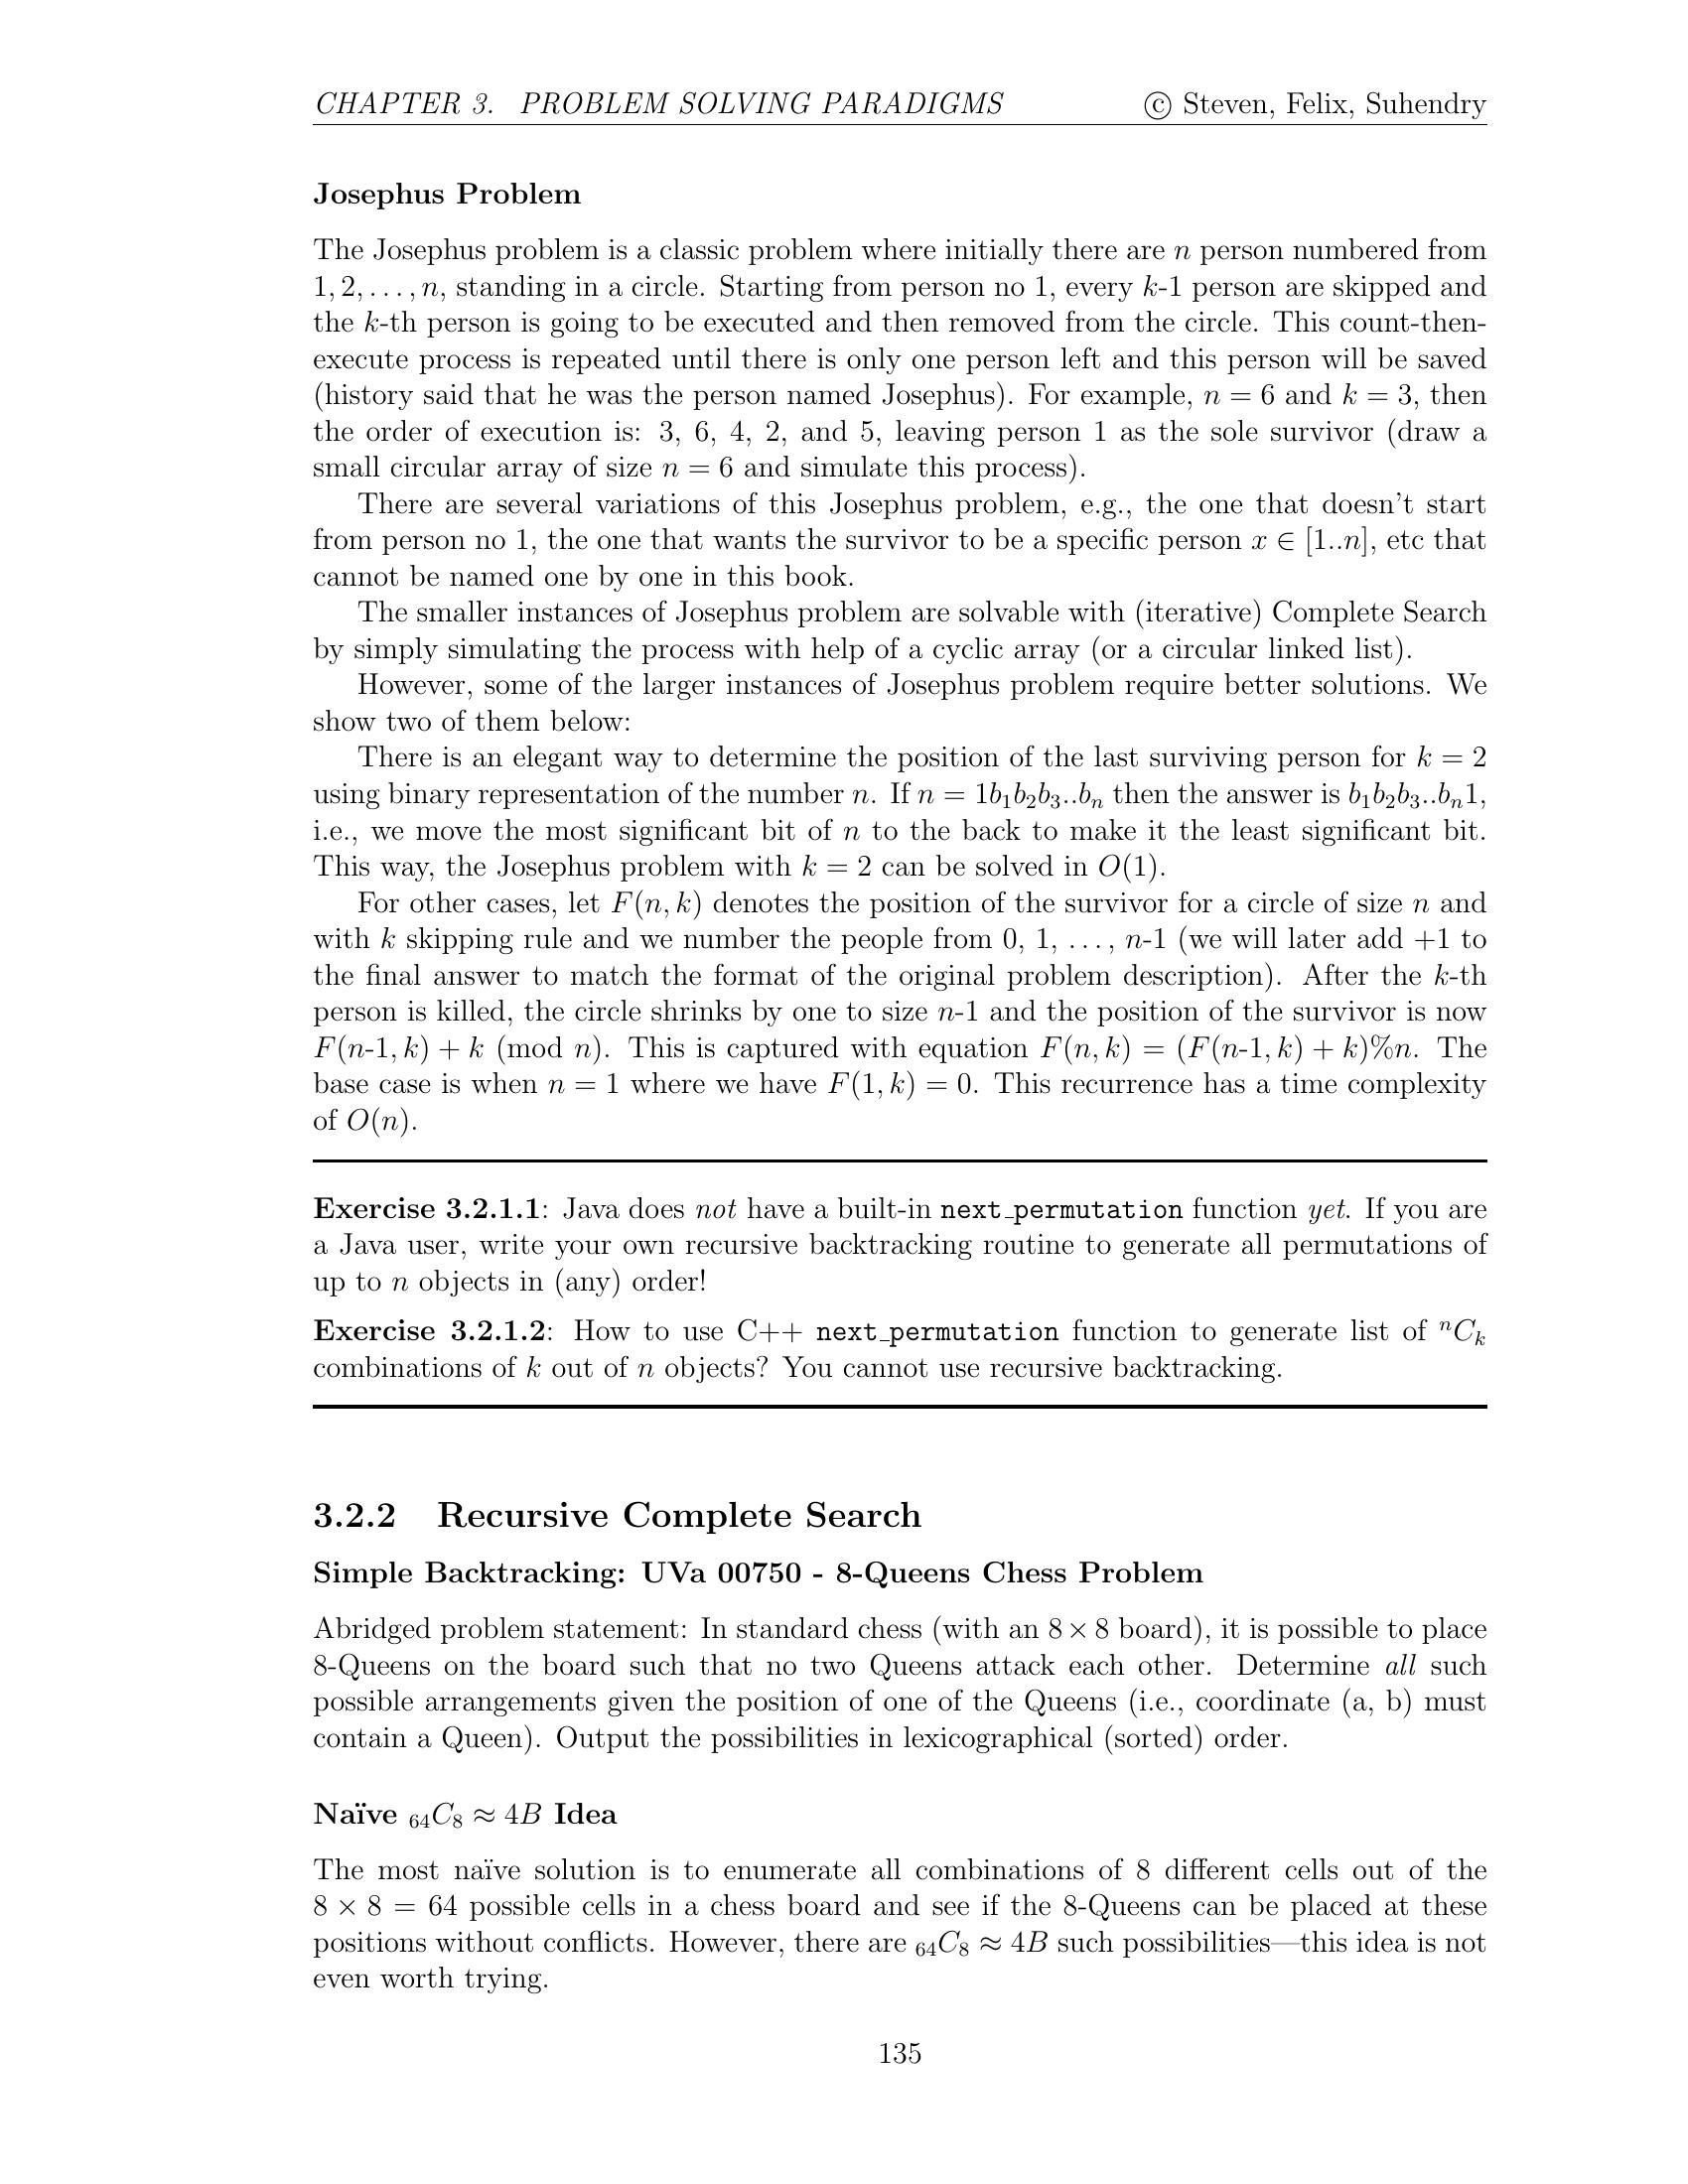 CHAPTER 3. PROBLEM SOLVING PARADIGMS © Steven, Felix, Suhendry
Josephus Problem
The Josephus problem is a classic problem where initially there are n person numbered from
1, 2, . . . , n, standing in a circle. Starting from person no 1, every k-1 person are skipped and
the k-th person is going to be executed and then removed from the circle. This count-then-
execute process is repeated until there is only one person left and this person will be saved
(history said that he was the person named Josephus). For example, n = 6 and k = 3, then
the order of execution is: 3, 6, 4, 2, and 5, leaving person 1 as the sole survivor (draw a
small circular array of size n = 6 and simulate this process).
There are several variations of this Josephus problem, e.g., the one that doesn't start
from person no 1, the one that wants the survivor to be a specific person x ∈ [1..n], etc that
cannot be named one by one in this book.
The smaller instances of Josephus problem are solvable with (iterative) Complete Search
by simply simulating the process with help of a cyclic array (or a circular linked list).
However, some of the larger instances of Josephus problem require better solutions. We
show two of them below:
There is an elegant way to determine the position of the last surviving person for k = 2
using binary representation of the number n. If n = 1b₁b₂b₃..bₙ then the answer is b₁b₂b₃..bₙ1,
i.e., we move the most significant bit of n to the back to make it the least significant bit.
This way, the Josephus problem with k = 2 can be solved in O(1).
For other cases, let F(n, k) denotes the position of the survivor for a circle of size n and
with k skipping rule and we number the people from 0, 1, . . . , n-1 (we will later add +1 to
the final answer to match the format of the original problem description). After the k-th
person is killed, the circle shrinks by one to size n-1 and the position of the survivor is now
F(n-1, k) + k (mod n). This is captured with equation F(n, k) = (F(n-1, k) + k)%n. The
base case is when n = 1 where we have F(1, k) = 0. This recurrence has a time complexity
of O(n).
Exercise 3.2.1.1: Java does not have a built-in next_permutation function yet. If you are
a Java user, write your own recursive backtracking routine to generate all permutations of
up to n objects in (any) order!
Exercise 3.2.1.2: How to use C++ next_permutation function to generate list of ⁿCₖ
combinations of k out of n objects? You cannot use recursive backtracking.
3.2.2 Recursive Complete Search
Simple Backtracking: UVa 00750 - 8-Queens Chess Problem
Abridged problem statement: In standard chess (with an 8 × 8 board), it is possible to place
8-Queens on the board such that no two Queens attack each other. Determine all such
possible arrangements given the position of one of the Queens (i.e., coordinate (a, b) must
contain a Queen). Output the possibilities in lexicographical (sorted) order.
Naïve ₆₄C₈ ≈ 4B Idea
The most naïve solution is to enumerate all combinations of 8 different cells out of the
8 × 8 = 64 possible cells in a chess board and see if the 8-Queens can be placed at these
positions without conflicts. However, there are ₆₄C₈ ≈ 4B such possibilities—this idea is not
even worth trying.
135